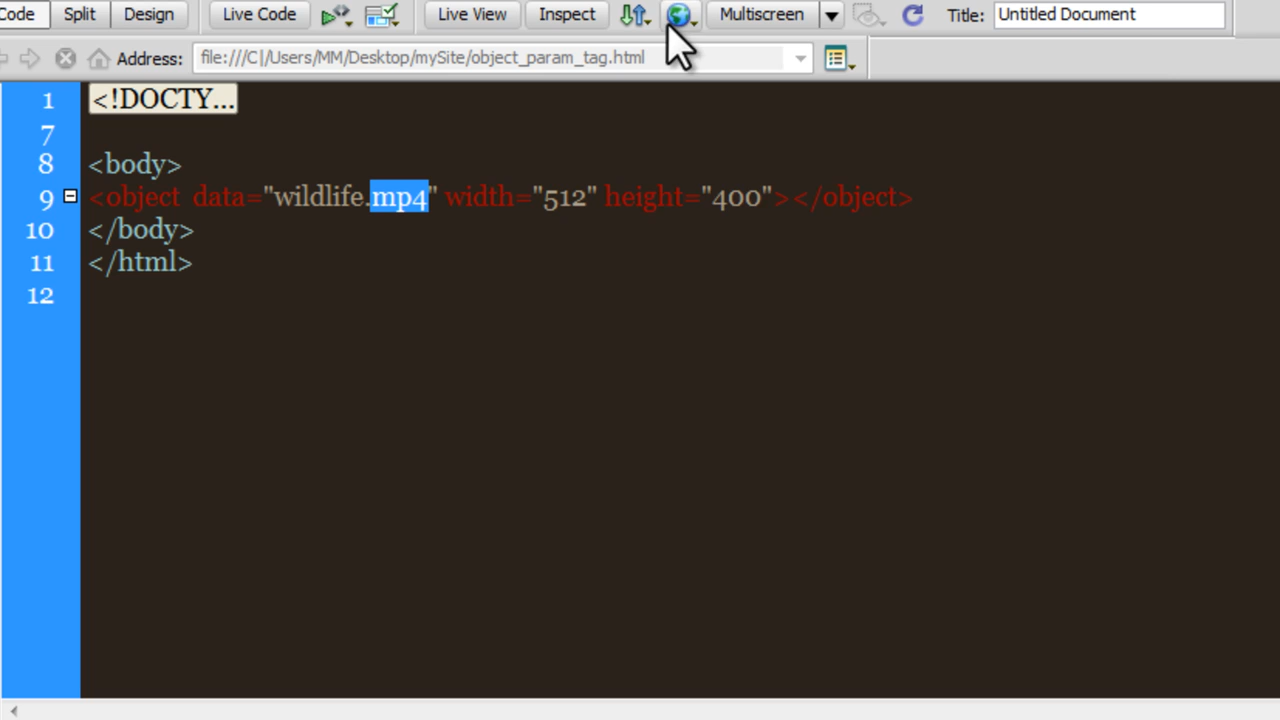 Code Split Design Live Code Live View Inspect Multiscreen Title: Untitled Document
Address: file:///C|/Users/MM/Desktop/mySite/object_param_tag.html
1 <!DOCTY...
7
8 <body>
9 <object data="wildlife.mp4" width="512" height="400"></object>
10 </body>
11 </html>
12